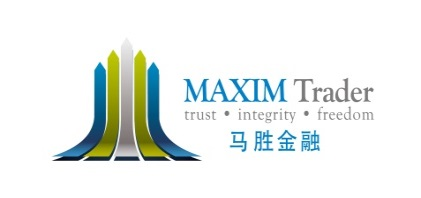 MAXIM Trader
trust • integrity • freedom
马胜金融